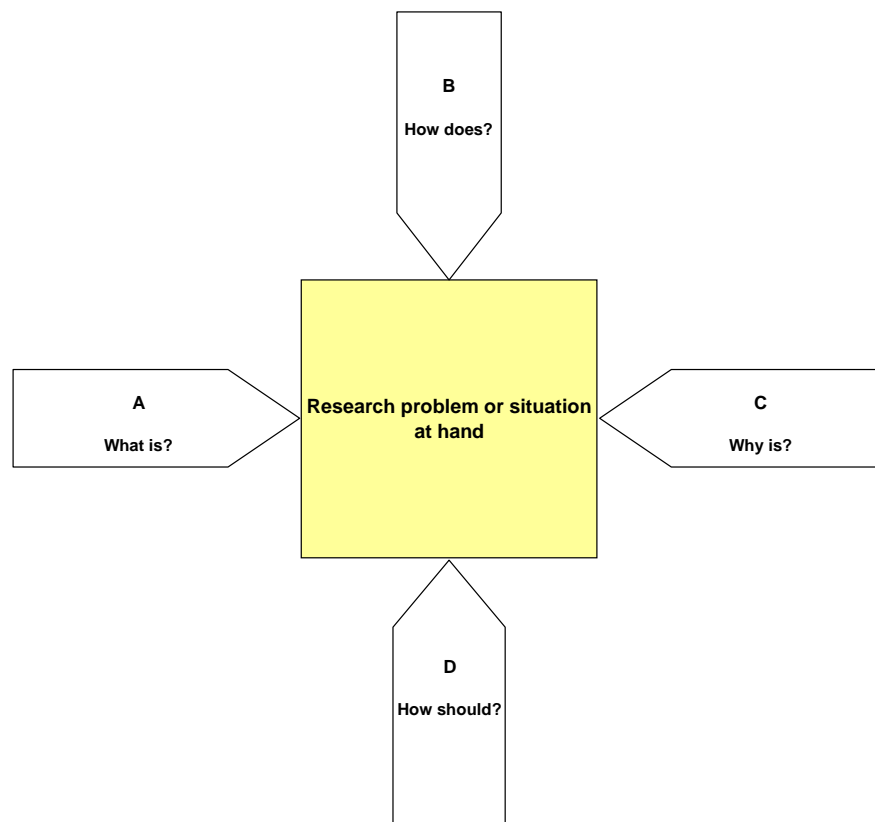 B
How does?
A
What is?
Research problem or situation
at hand
C
Why is?
D
How should?